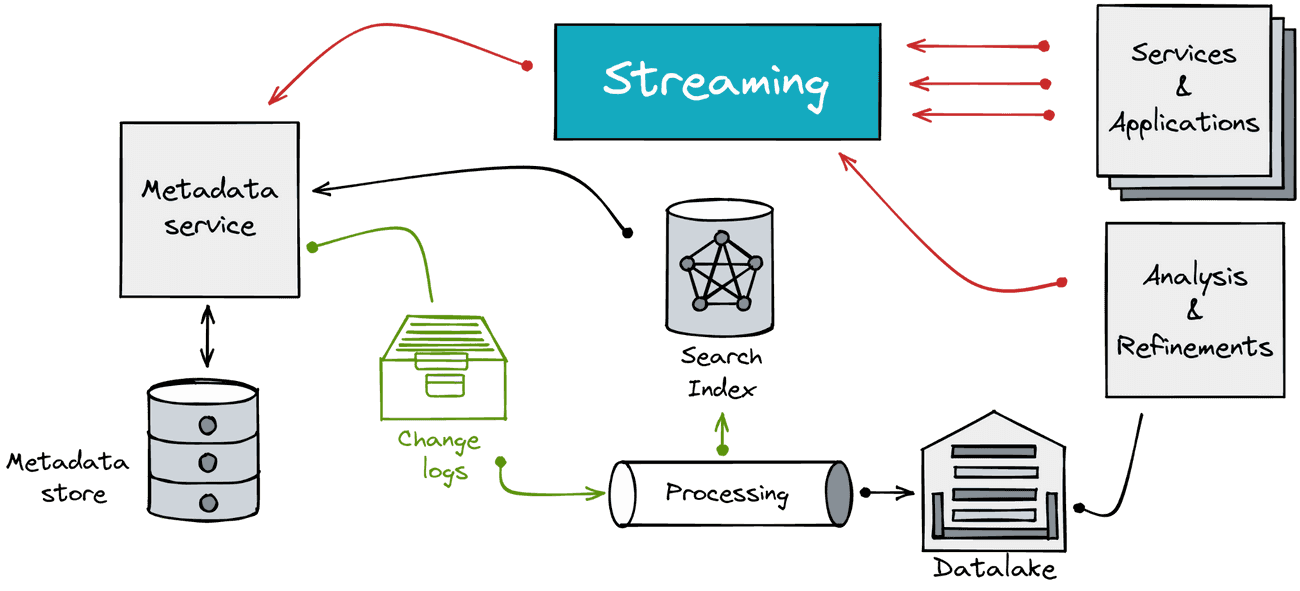 Streaming
Services
&
Applications
Metadata
service
Analysis
&
Refinements
Search
Index
Change
logs
Metadata
store
Processing
Datalake